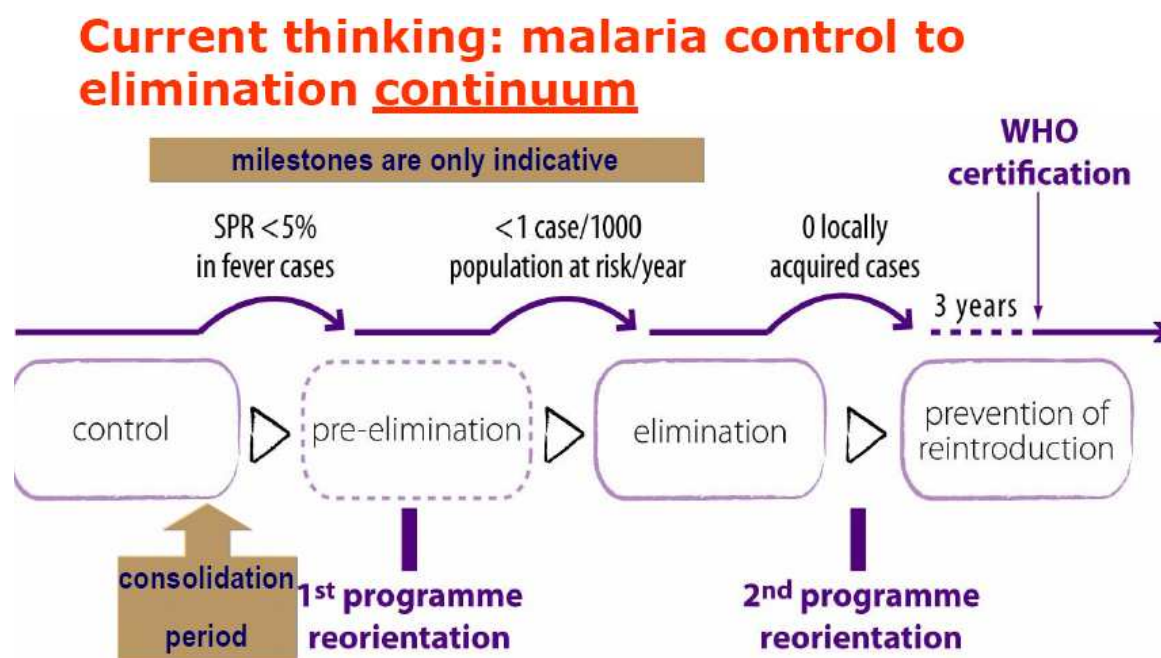 Current thinking: malaria control to
elimination continuum
milestones are only indicative
WHO
certification
SPR <5%
in fever cases
<1 case/1000
population at risk/year
0 locally
acquired cases
3 years
control
pre-elimination
elimination
prevention of
reintroduction
consolidation
period
1st programme
reorientation
2nd programme
reorientation